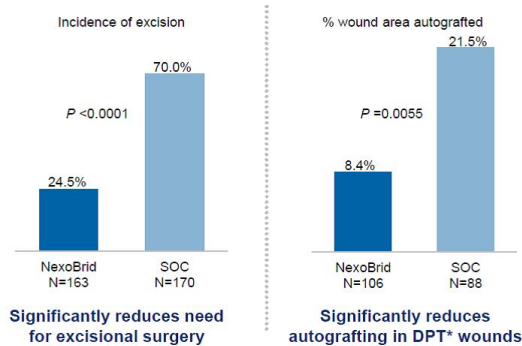 Incidence of excision
70.0%
P <0.0001
24.5%
NexoBrid
N=163
SOC
N=170
Significantly reduces need
for excisional surgery
% wound area autografted
21.5%
P =0.0055
8.4%
NexoBrid
N=106
SOC
N=88
Significantly reduces
autografting in DPT* wounds